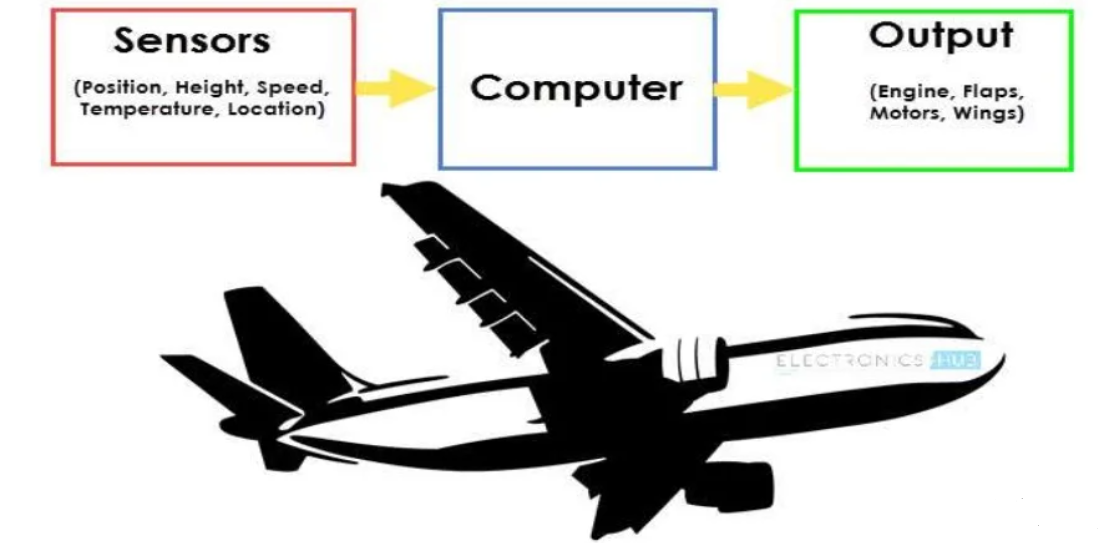 Sensors
(Position, Height, Speed,
Temperature, Location)
Computer
Output
(Engine, Flaps,
Motors, Wings)
ELECTRONICS HUB